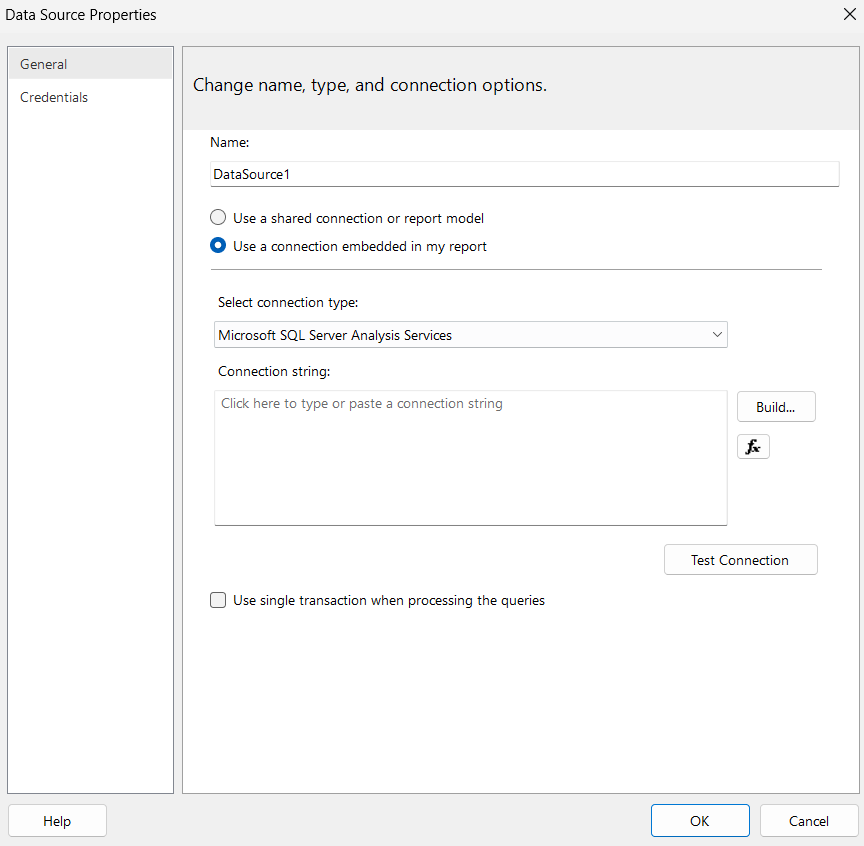 Data Source Properties
General
Credentials
Change name, type, and connection options.
Name:
DataSource1
Use a shared connection or report model
Use a connection embedded in my report
Select connection type:
Microsoft SQL Server Analysis Services
Connection string:
Click here to type or paste a connection string
Build...
fx
Test Connection
Use single transaction when processing the queries
Help
OK
Cancel